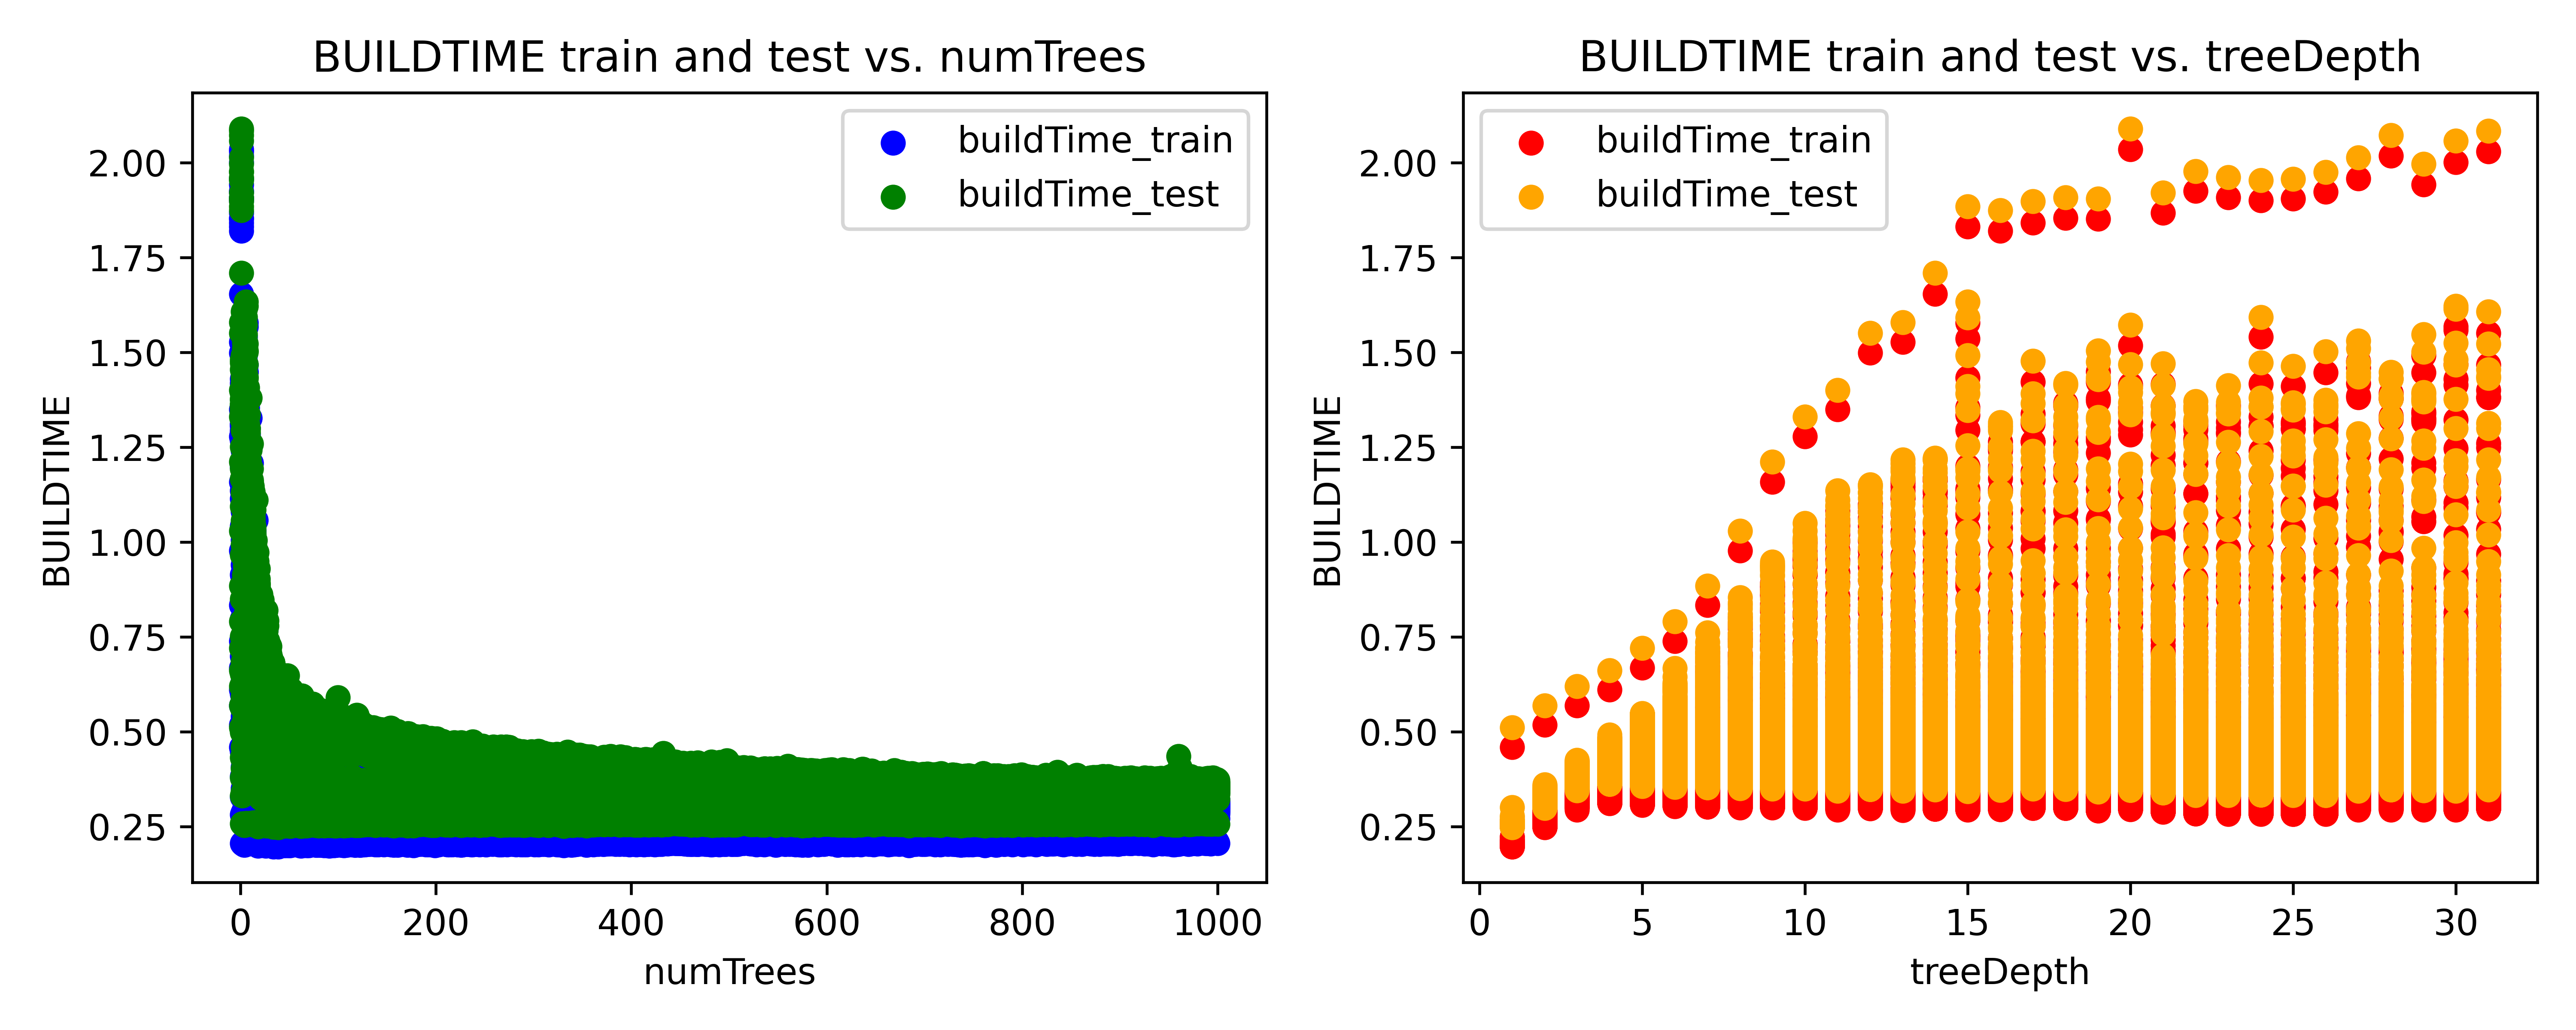 BUILDTIME train and test vs. numTrees
buildTime_train
buildTime_test
BUILDTIME
2.00
1.75
1.50
1.25
1.00
0.75
0.50
0.25
0 200 400 600 800 1000
numTrees
BUILDTIME train and test vs. treeDepth
buildTime_train
buildTime_test
BUILDTIME
2.00
1.75
1.50
1.25
1.00
0.75
0.50
0.25
0 5 10 15 20 25 30
treeDepth